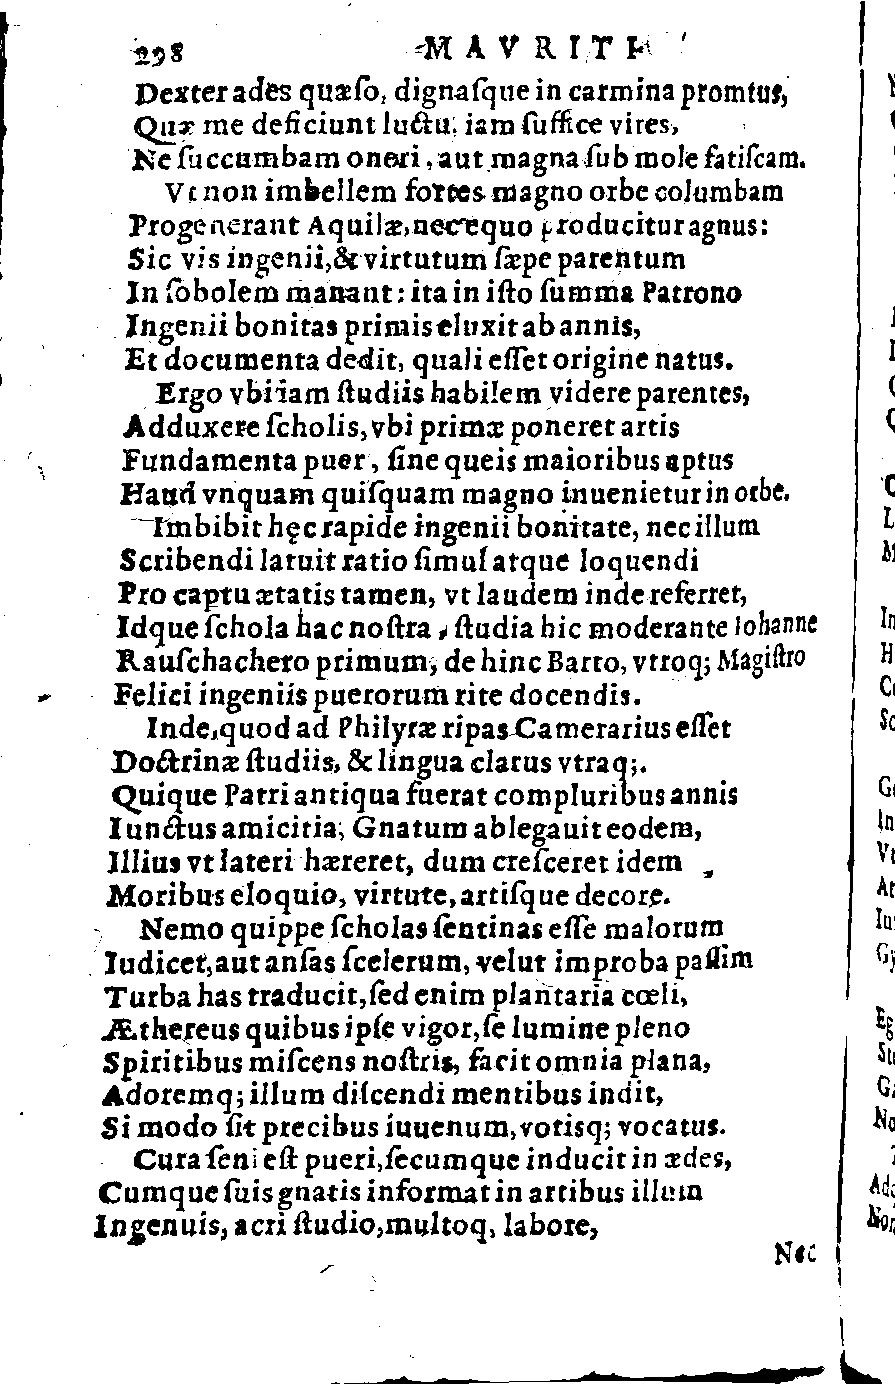 298 MAVRITI
Dexter adès quæſo, dignaſque in carmina promtus,
Quæ me deficiunt luctu, iam ſuffice vires,
Ne ſuccumbam oneri, aut magna ſub mole fatiſcam.
Vt non imbellem fortes magno orbe columbam
Progenerant Aquilæ, nec equo producitur agnus:
Sic vis ingenii, & virtutum ſæpe parentum
In ſobolem manant: ita in iſto ſumma Patrono
Ingenii bonitas primis eluxit ab annis,
Et documenta dedit, quali eſſet origine natus.
Ergo vbi iam ſtudiis habilem videre parentes,
Adduxere ſcholis, vbi primæ poneret artis
Fundamenta puer, ſine queis maioribus aptus
Haud vnquam quiſquam magno inuenietur in orbe.
Imbibit hęc rapide ingenii bonitate, nec illum
Scribendi latuit ratio ſimul atque loquendi
Pro captu ætatis tamen, vt laudem inde referret,
Idque ſchola hac noſtra, ſtudia hic moderante Iohanne
Rauſchachero primum, de hinc Barto, vtroq; Magiſtro
Felici ingeniis puerorum rite docendis.
Inde, quod ad Philyræ ripas Camerarius eſſet
Doctrinæ ſtudiis, & lingua clarus vtraq;.
Quique Patri antiqua fuerat compluribus annis
Iunctus amicitia, Gnatum ablegauit eodem,
Illius vt lateri hæreret, dum creſceret idem
Moribus eloquio, virtute, artiſque decore.
Nemo quippe ſcholas ſentinas eſſe malorum
Iudicet, aut anſas ſcelerum, velut improba paſſim
Turba has traducit, ſed enim plantaria cœli,
Æthereus quibus ipſe vigor, ſe lumine pleno
Spiritibus miſcens noſtris, facit omnia plana,
Adoremq; illum diſcendi mentibus indit,
Si modo ſit precibus iuuenum, votisq; vocatus.
Cura ſeni eſt pueri, ſecumque inducit in ædes,
Cumque ſuis gnatis informat in artibus illum
Ingenuis, acri ſtudio, multoq, labore,
Nec